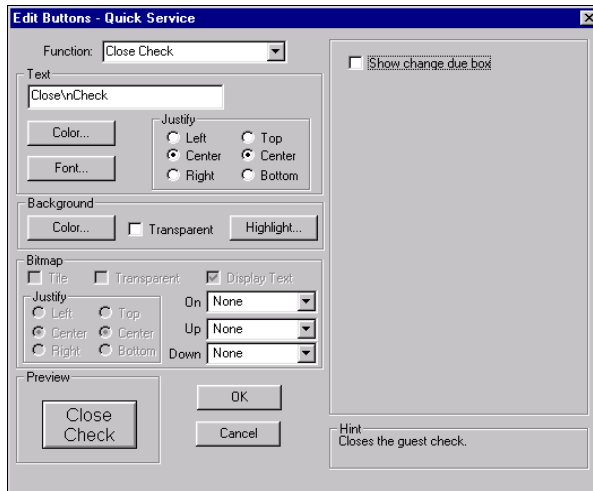 Edit Buttons - Quick Service
Function: Close Check
Show change due box
Text
Close\nCheck
Color...
Font...
Justify
Left Top
Center Center
Right Bottom
Background
Color... Transparent Highlight...
Bitmap
Tile Transparent Display Text
Justify
Left Top
Center Center
Right Bottom
On None
Up None
Down None
Preview
Close
Check
OK
Cancel
Hint
Closes the guest check.